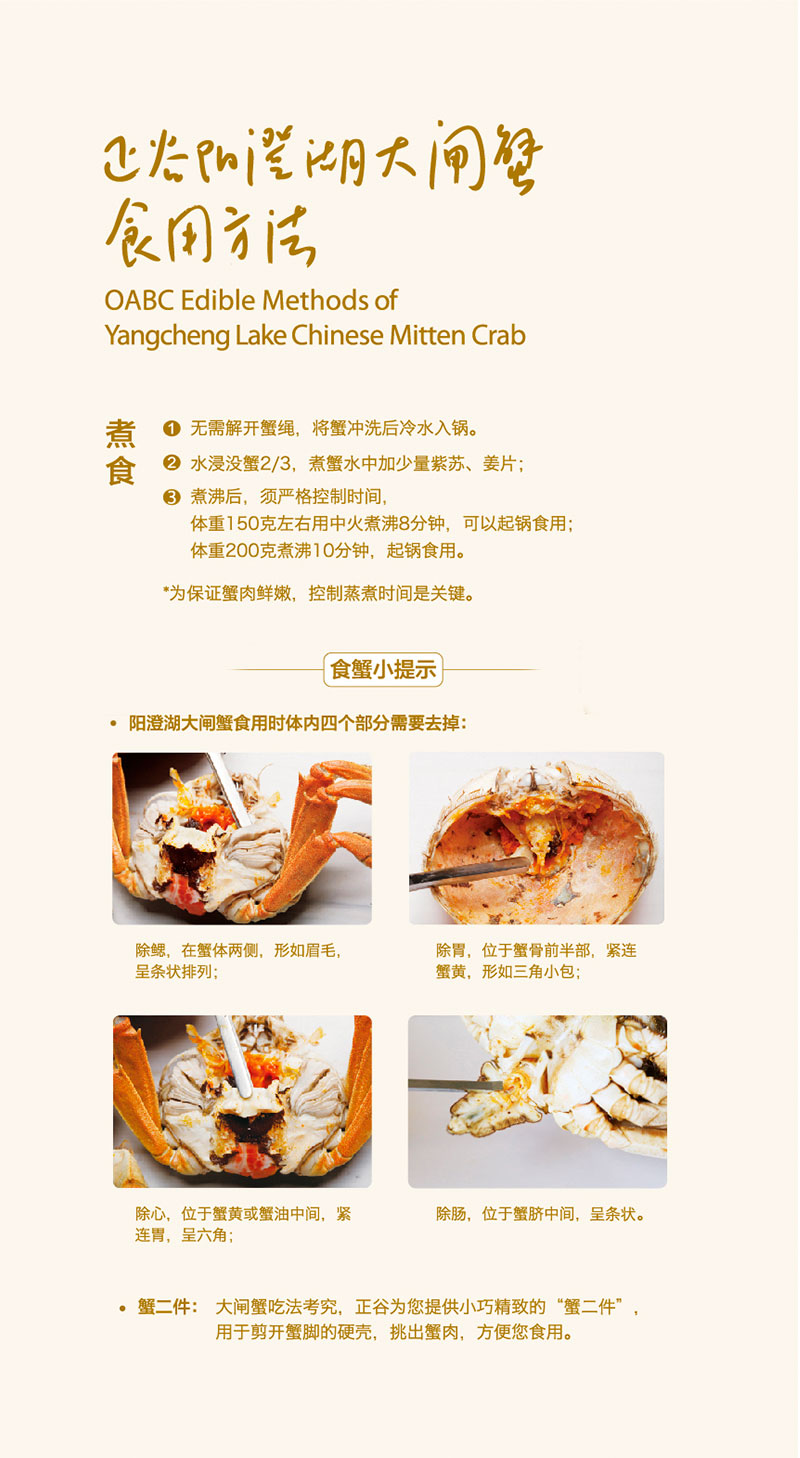 正谷阳澄湖大闸蟹
食用方法
OABC Edible Methods of
Yangcheng Lake Chinese Mitten Crab
煮食
❶ 无需解开蟹绳，将蟹冲洗后冷水入锅。
❷ 水浸没蟹2/3，煮蟹水中加少量紫苏、姜片；
❸ 煮沸后，须严格控制时间，
体重150克左右用中火煮沸8分钟，可以起锅食用；
体重200克煮沸10分钟，起锅食用。
*为保证蟹肉鲜嫩，控制蒸煮时间是关键。
食蟹小提示
• 阳澄湖大闸蟹食用时体内四个部分需要去掉：
除鳃，在蟹体两侧，形如眉毛，
呈条状排列；
除胃，位于蟹骨前半部，紧连
蟹黄，形如三角小包；
除心，位于蟹黄或蟹油中间，紧
连胃，呈六角；
除肠，位于蟹脐中间，呈条状。
• 蟹二件： 大闸蟹吃法考究，正谷为您提供小巧精致的“蟹二件”，
用于剪开蟹脚的硬壳，挑出蟹肉，方便您食用。